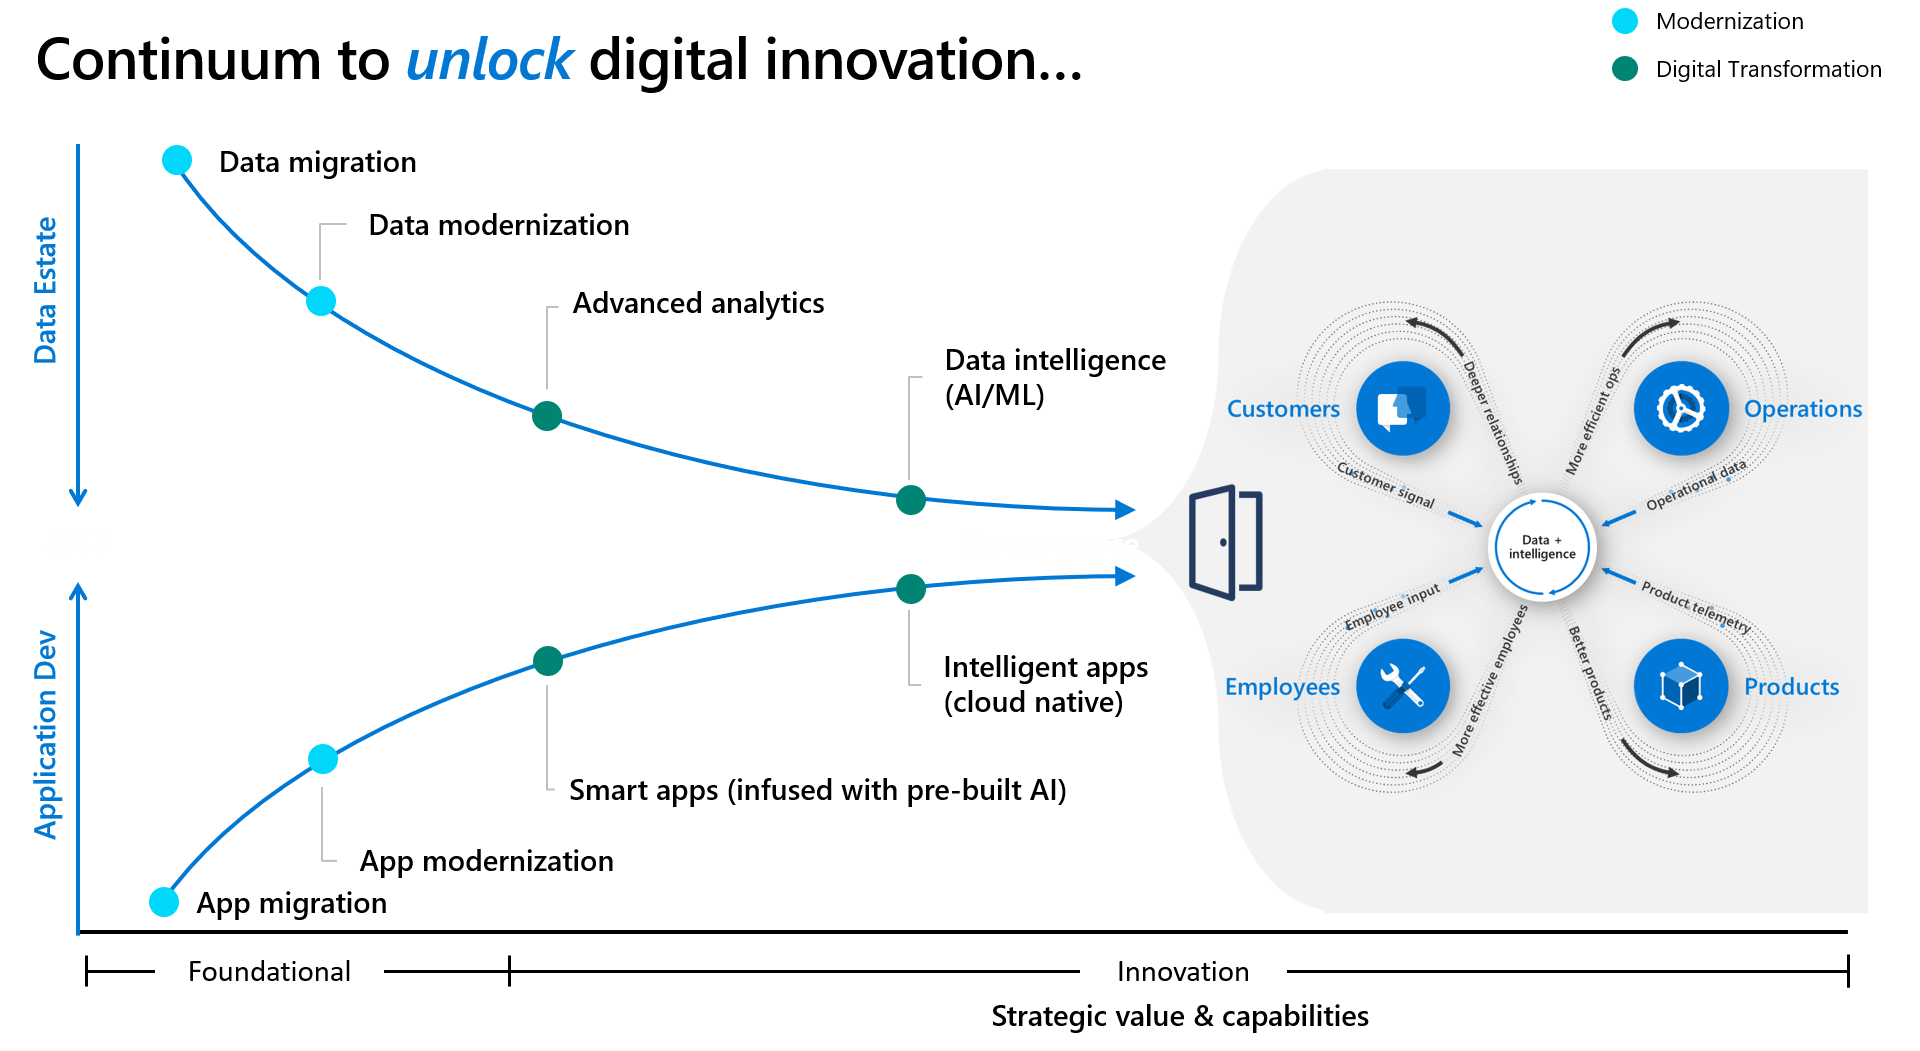 Continuum to unlock digital innovation...
Modernization
Digital Transformation
Data Estate
Data migration
Data modernization
Advanced analytics
Data intelligence
(AI/ML)
Application Dev
Intelligent apps
(cloud native)
Smart apps (infused with pre-built AI)
App modernization
App migration
Customers
Deeper relationships
Customer signal
More efficient ops
Operations
Operational data
Data +
intelligence
Employee input
Employees
More effective employees
Product telemetry
Better products
Products
Foundational
Innovation
Strategic value & capabilities